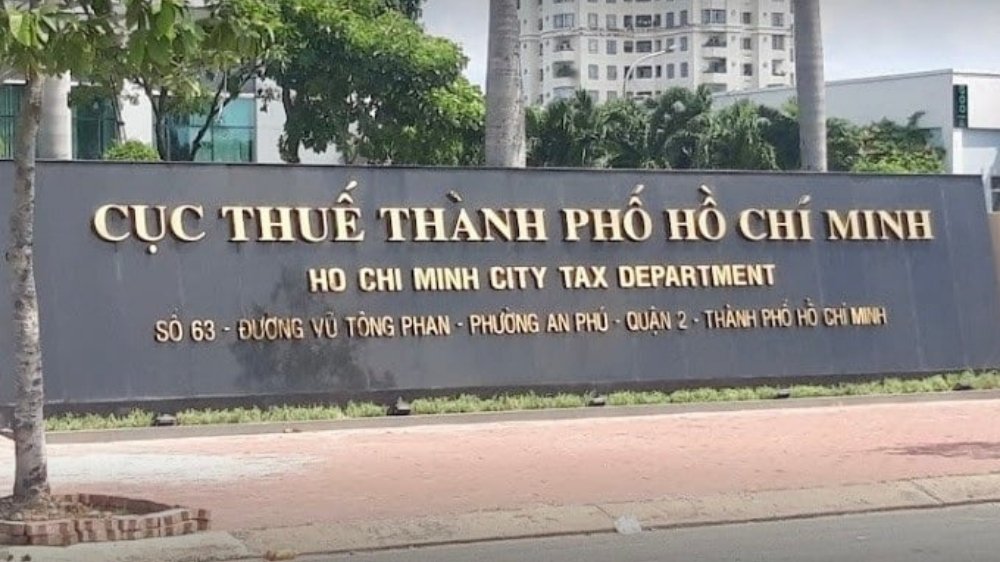 CỤC THUẾ THÀNH PHỐ HỒ CHÍ MINH
HO CHI MINH CITY TAX DEPARTMENT
SỐ 63 - ĐƯỜNG VŨ TÔNG PHAN - PHƯỜNG AN PHÚ - QUẬN 2 - THÀNH PHỐ HỒ CHÍ MINH